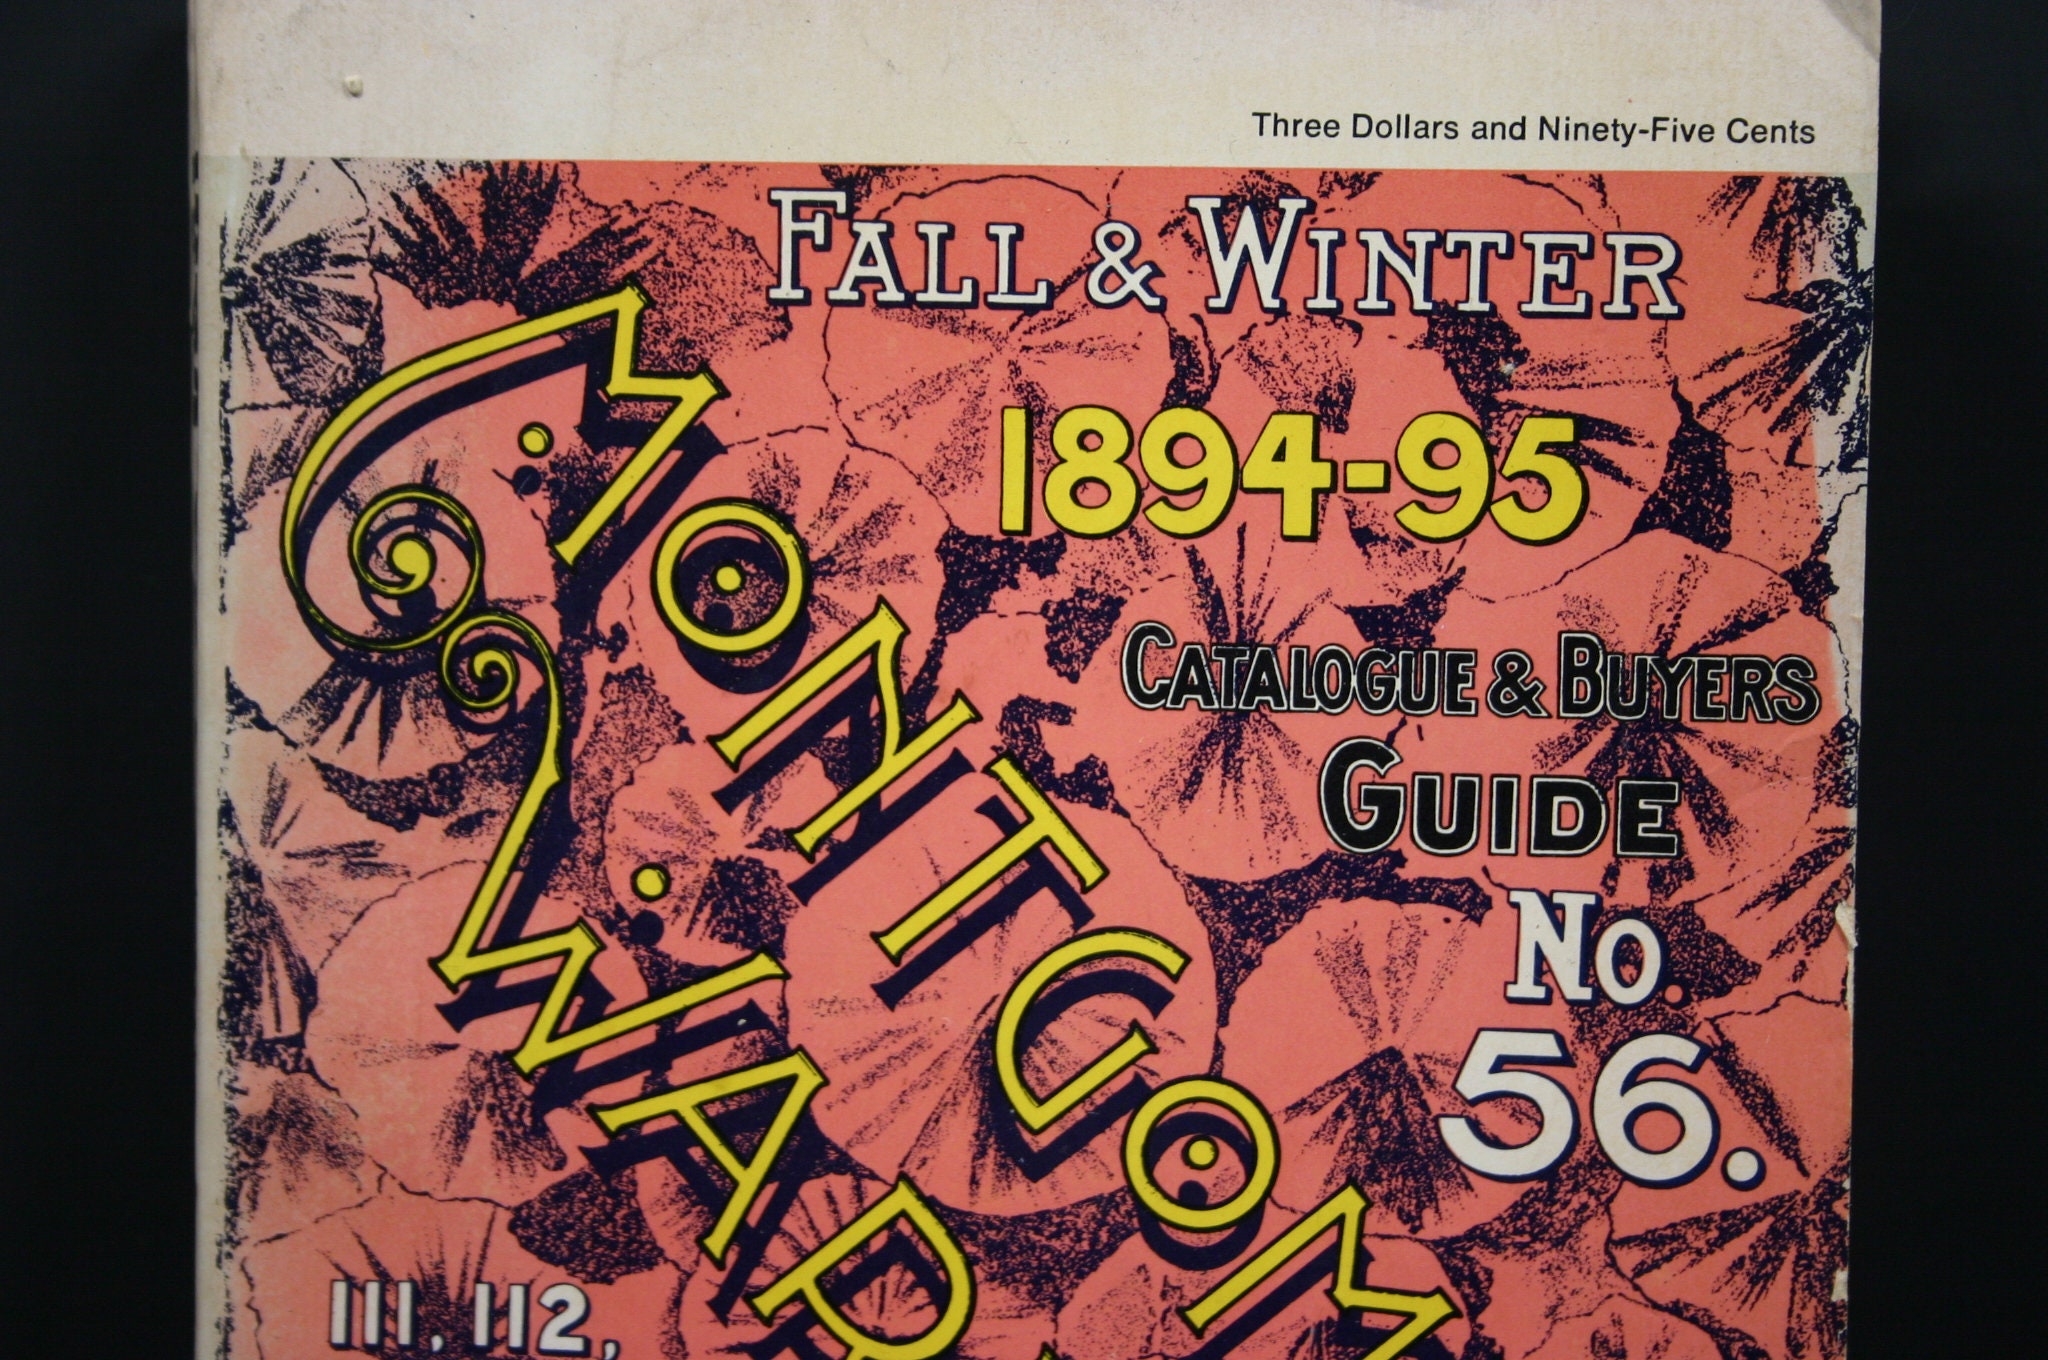 Three Dollars and Ninety-Five Cents
FALL & WINTER
1894-95
CATALOGUE & BUYERS
GUIDE
No.
56.
MONTGOM
WAR
111, 112,